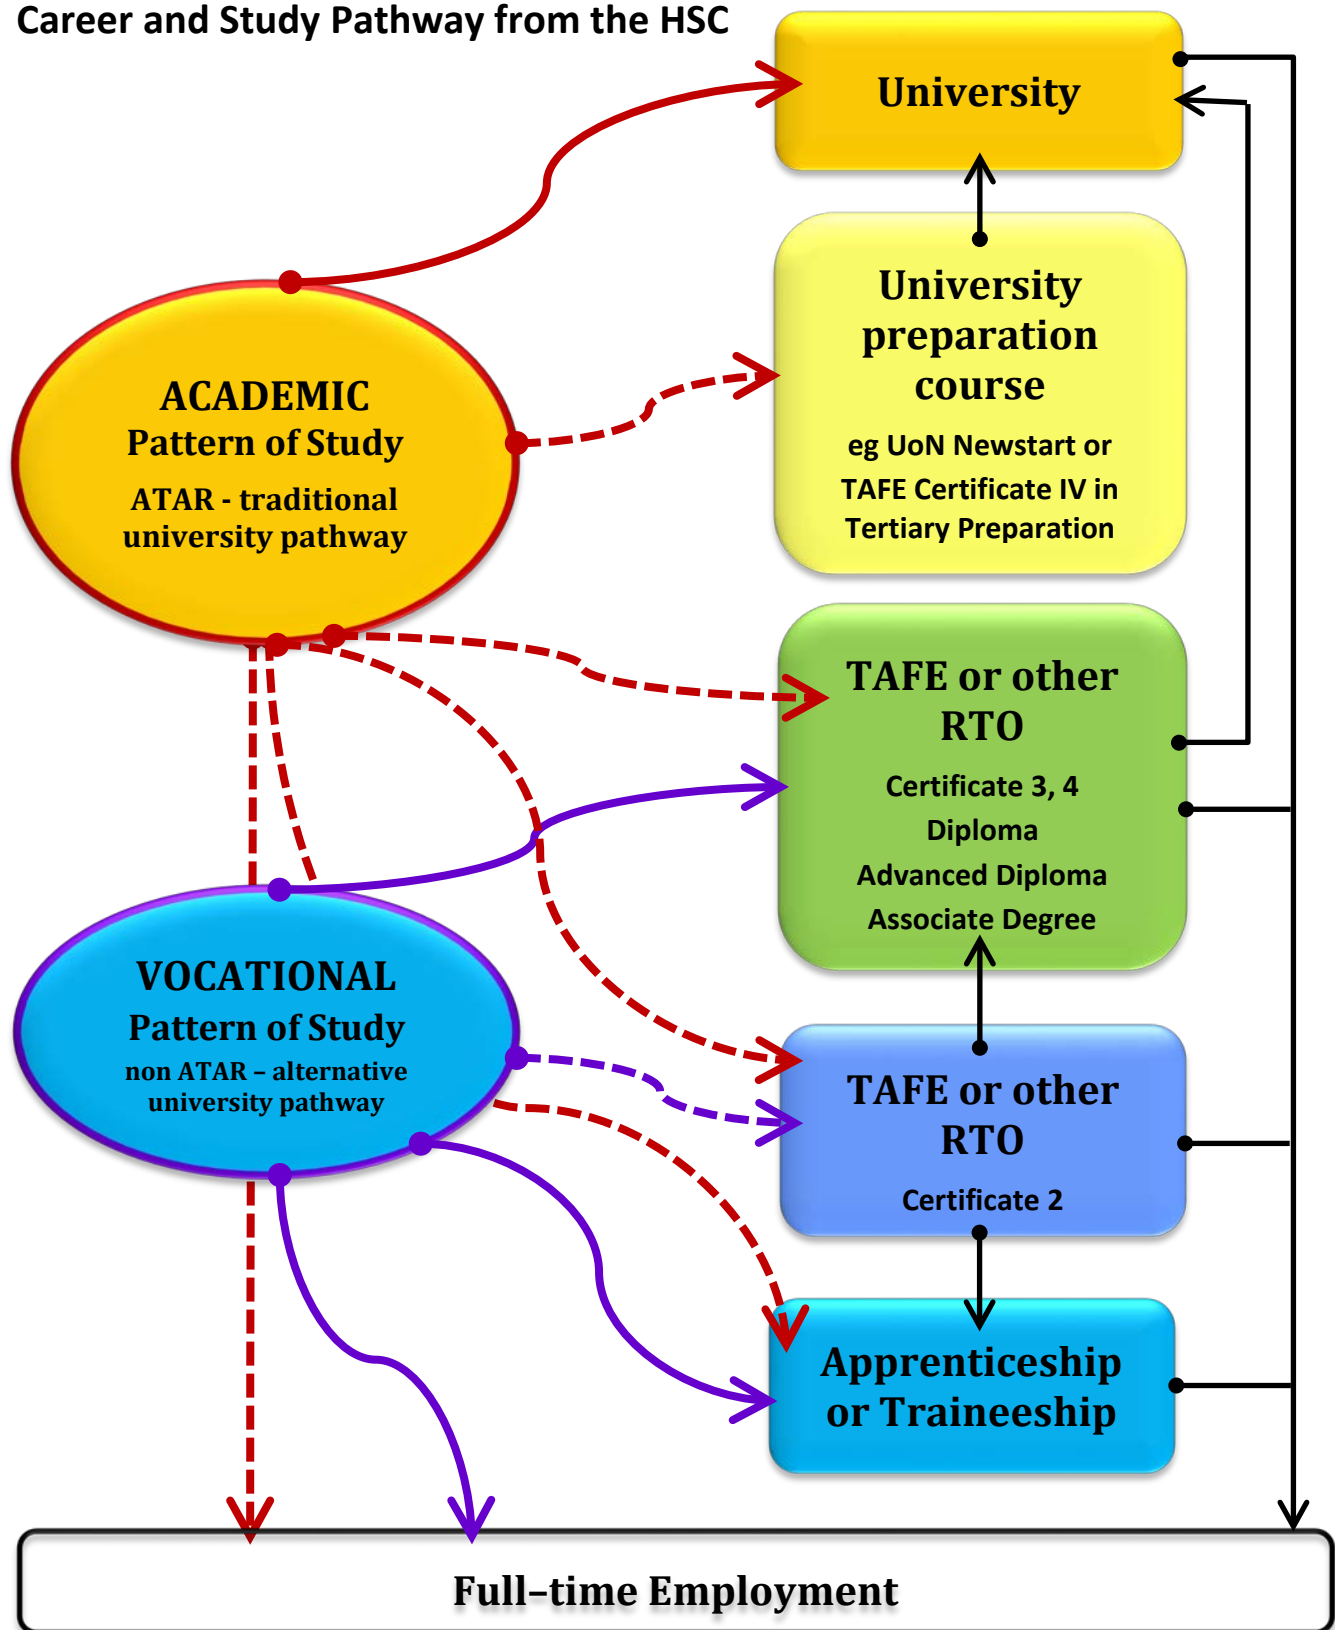 Career and Study Pathway from the HSC
University
University
preparation
course
eg UoN Newstart or
TAFE Certificate IV in
Tertiary Preparation
ACADEMIC
Pattern of Study
ATAR - traditional
university pathway
TAFE or other
RTO
Certificate 3, 4
Diploma
Advanced Diploma
Associate Degree
VOCATIONAL
Pattern of Study
non ATAR – alternative
university pathway
TAFE or other
RTO
Certificate 2
Apprenticeship
or Traineeship
Full–time Employment